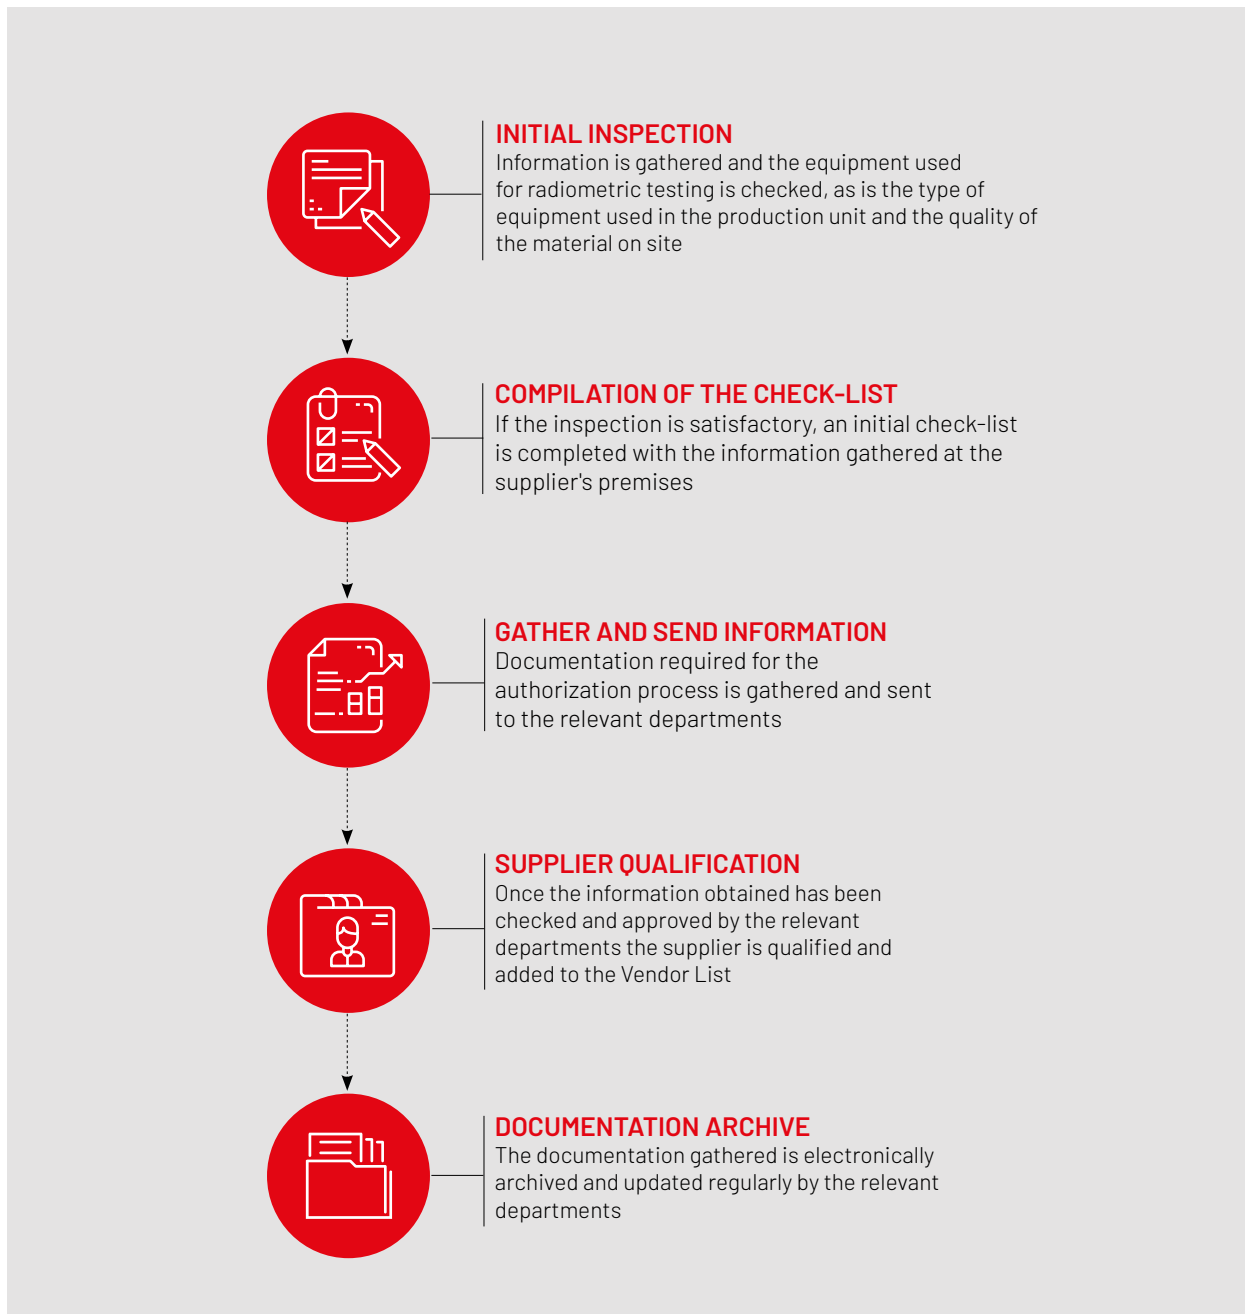 INITIAL INSPECTION
Information is gathered and the equipment used
for radiometric testing is checked, as is the type of
equipment used in the production unit and the quality of
the material on site
COMPILATION OF THE CHECK-LIST
If the inspection is satisfactory, an initial check-list
is completed with the information gathered at the
supplier's premises
GATHER AND SEND INFORMATION
Documentation required for the
authorization process is gathered and sent
to the relevant departments
SUPPLIER QUALIFICATION
Once the information obtained has been
checked and approved by the relevant
departments the supplier is qualified and
added to the Vendor List
DOCUMENTATION ARCHIVE
The documentation gathered is electronically
archived and updated regularly by the relevant
departments